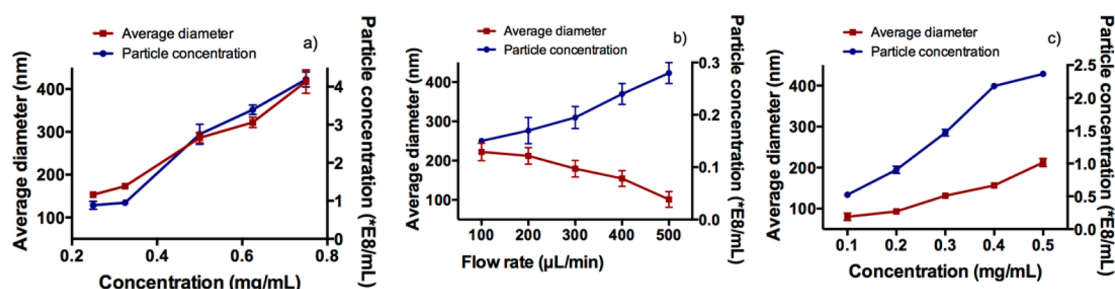 Average diameter
Particle concentration
a)
Average diameter (nm)
400
300
200
100
Particle concentration (*E8/mL)
4
3
2
1
0
0.2
0.4
0.6
0.8
Concentration (mg/mL)
Average diameter
Particle concentration
b)
Average diameter (nm)
400
300
200
100
Particle concentration (*E8/mL)
0.3
0.2
0.1
0.0
100
200
300
400
500
Flow rate (µL/min)
Average diameter
Particle concentration
c)
Average diameter (nm)
400
300
200
100
Particle concentration (*E8/mL)
2.5
2.0
1.5
1.0
0.5
0.0
0.1
0.2
0.3
0.4
0.5
Concentration (mg/mL)